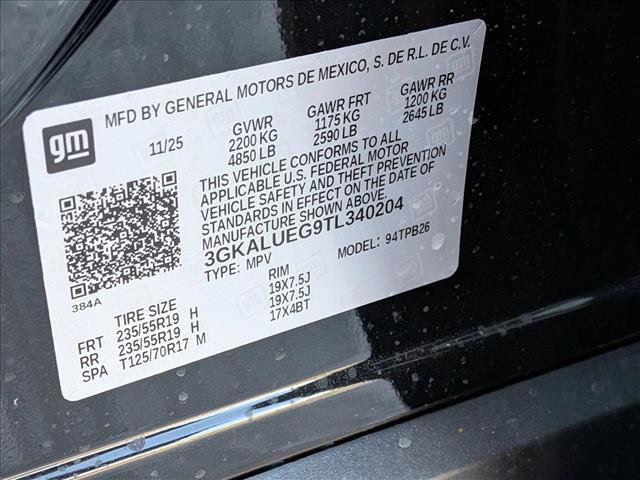 MFD BY GENERAL MOTORS DE MEXICO, S. DE R.L. DE C.V.
gm
11/25
GVWR
2200 KG
4850 LB
GAWR FRT
1175 KG
2590 LB
GAWR RR
1200 KG
2645 LB
THIS VEHICLE CONFORMS TO ALL
APPLICABLE U.S. FEDERAL MOTOR
VEHICLE SAFETY AND THEFT PREVENTION
STANDARDS IN EFFECT ON THE DATE OF
MANUFACTURE SHOWN ABOVE
3GKALUEG9TL340204
TYPE: MPV
MODEL: 94TPB26
384A
TIRE SIZE RIM
FRT 235/55R19 H 19X7.5J
RR 235/55R19 H 19X7.5J
SPA T125/70R17 M 17X4BT